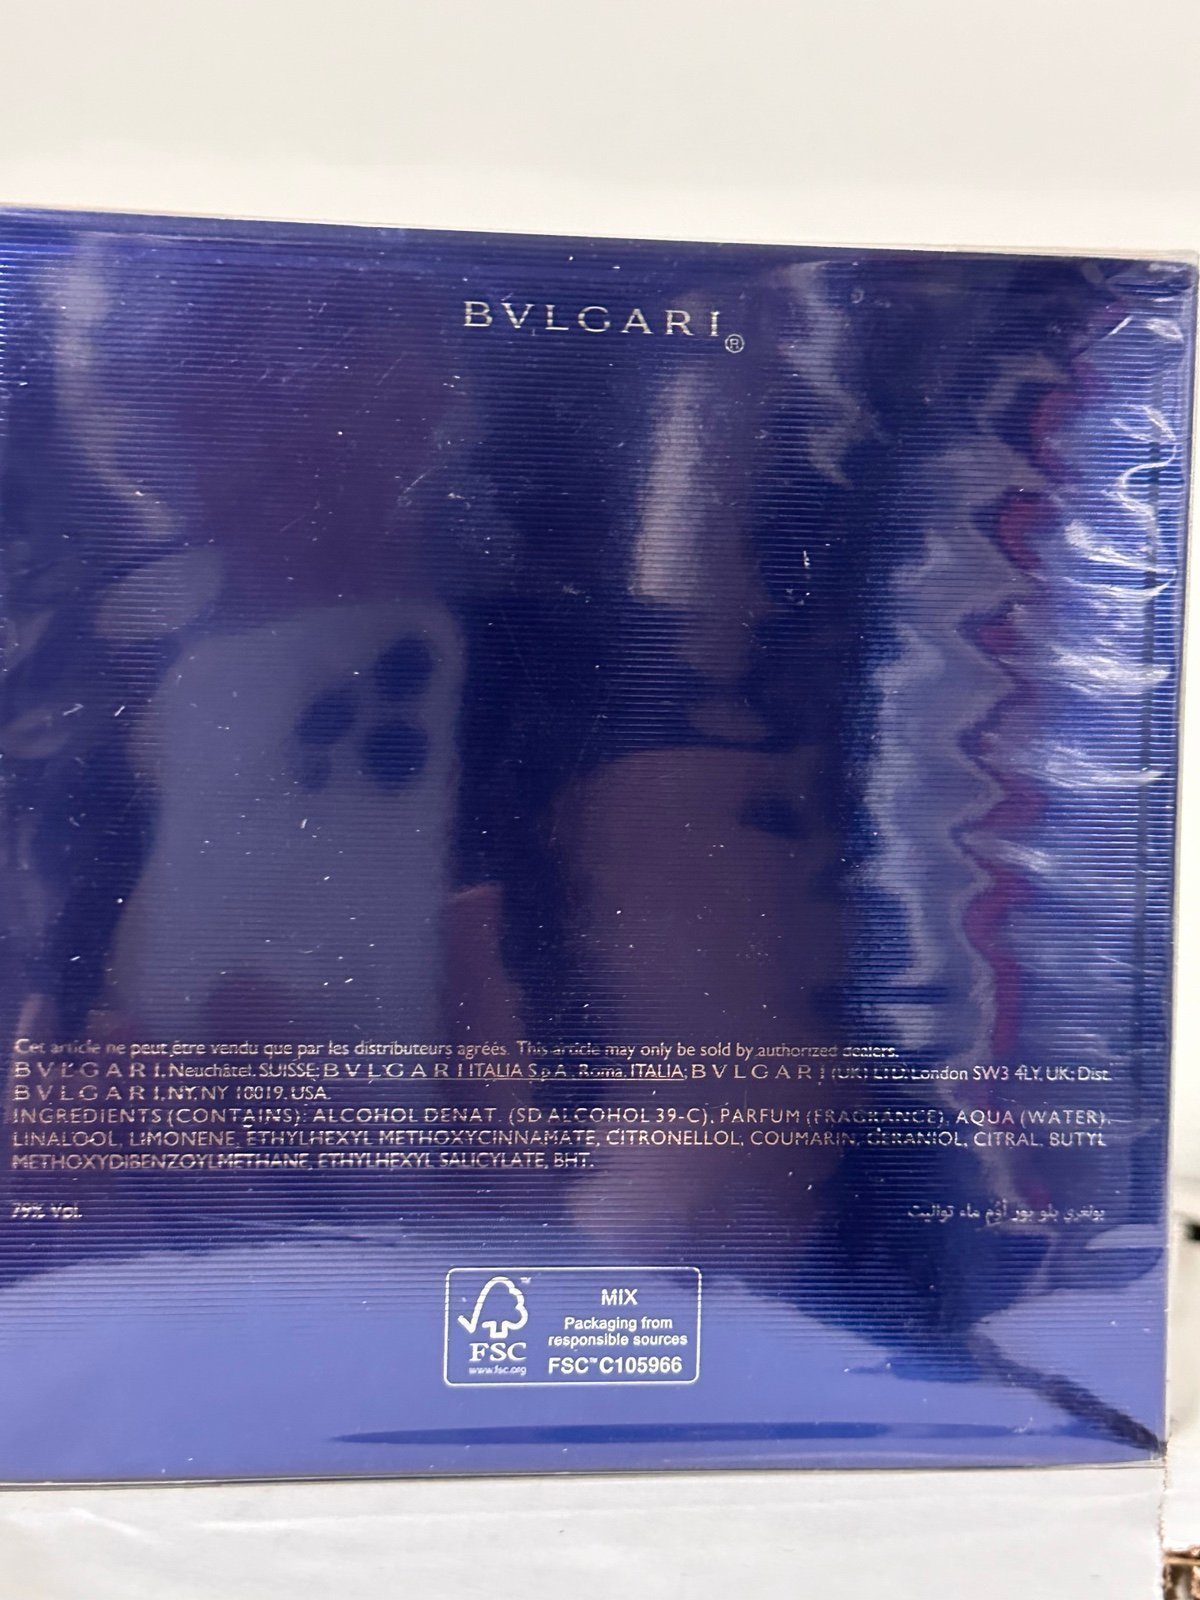 BVLGARI®
Cet article ne peut être vendu que par les distributeurs agréés. This article may only be sold by authorized dealers.
BVLGARI, Neuchâtel, SUISSE; BVLGARI ITALIA S.p.A., Roma, ITALIA; BVLGARI (UK) LTD. London SW3 4LY, UK; Dist.
BVLGARI, NY, NY 10019. USA.
INGREDIENTS (CONTAINS): ALCOHOL DENAT. (SD ALCOHOL 39-C), PARFUM (FRAGRANCE), AQUA (WATER),
LINALOOL, LIMONENE, ETHYLHEXYL METHOXYCINNAMATE, CITRONELLOL, COUMARIN, GERANIOL, CITRAL, BUTYL
METHOXYDIBENZOYLMETHANE, ETHYLHEXYL SALICYLATE, BHT.
79% Vol.
بولغري بلو بور أوم ماء تواليت
FSC™
www.fsc.org
MIX
Packaging from
responsible sources
FSC™ C105966